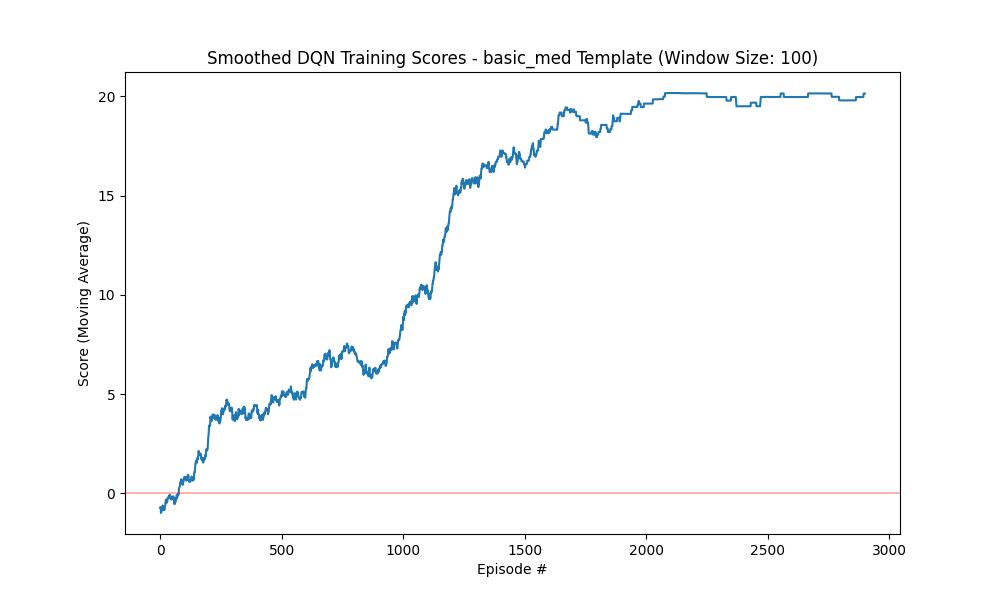 Smoothed DQN Training Scores - basic_med Template (Window Size: 100)
Score (Moving Average)
20
15
10
5
0
0 500 1000 1500 2000 2500 3000
Episode #